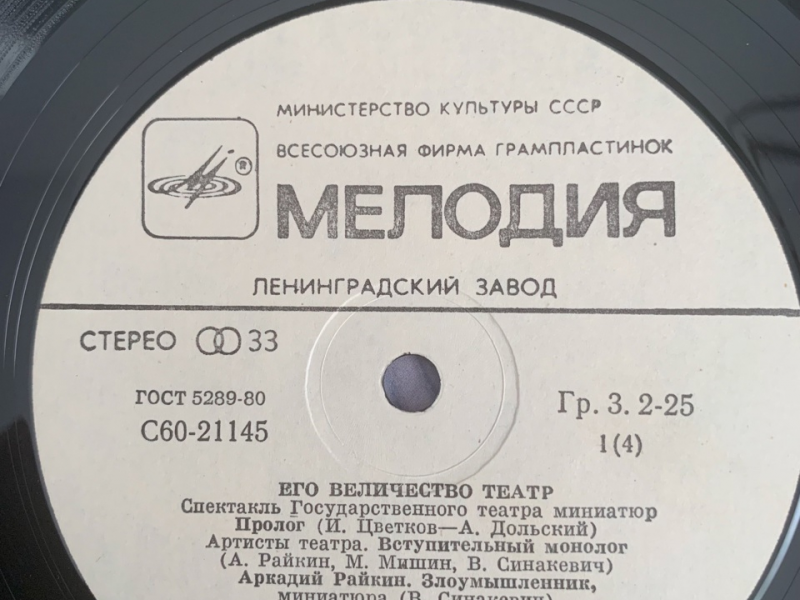 МИНИСТЕРСТВО КУЛЬТУРЫ СССР
ВСЕСОЮЗНАЯ ФИРМА ГРАМПЛАСТИНОК
®
МЕЛОДИЯ
ЛЕНИНГРАДСКИЙ ЗАВОД
СТЕРЕО 33
ГОСТ 5289-80
С60-21145
Гр. 3. 2-25
1(4)
ЕГО ВЕЛИЧЕСТВО ТЕАТР
Спектакль Государственного театра миниатюр
Пролог (И. Цветков—А. Дольский)
Артисты театра. Вступительный монолог
(А. Райкин, М. Мишин, В. Синакевич)
Аркадий Райкин. Злоумышленник,
миниатюра (В. Синакевич)